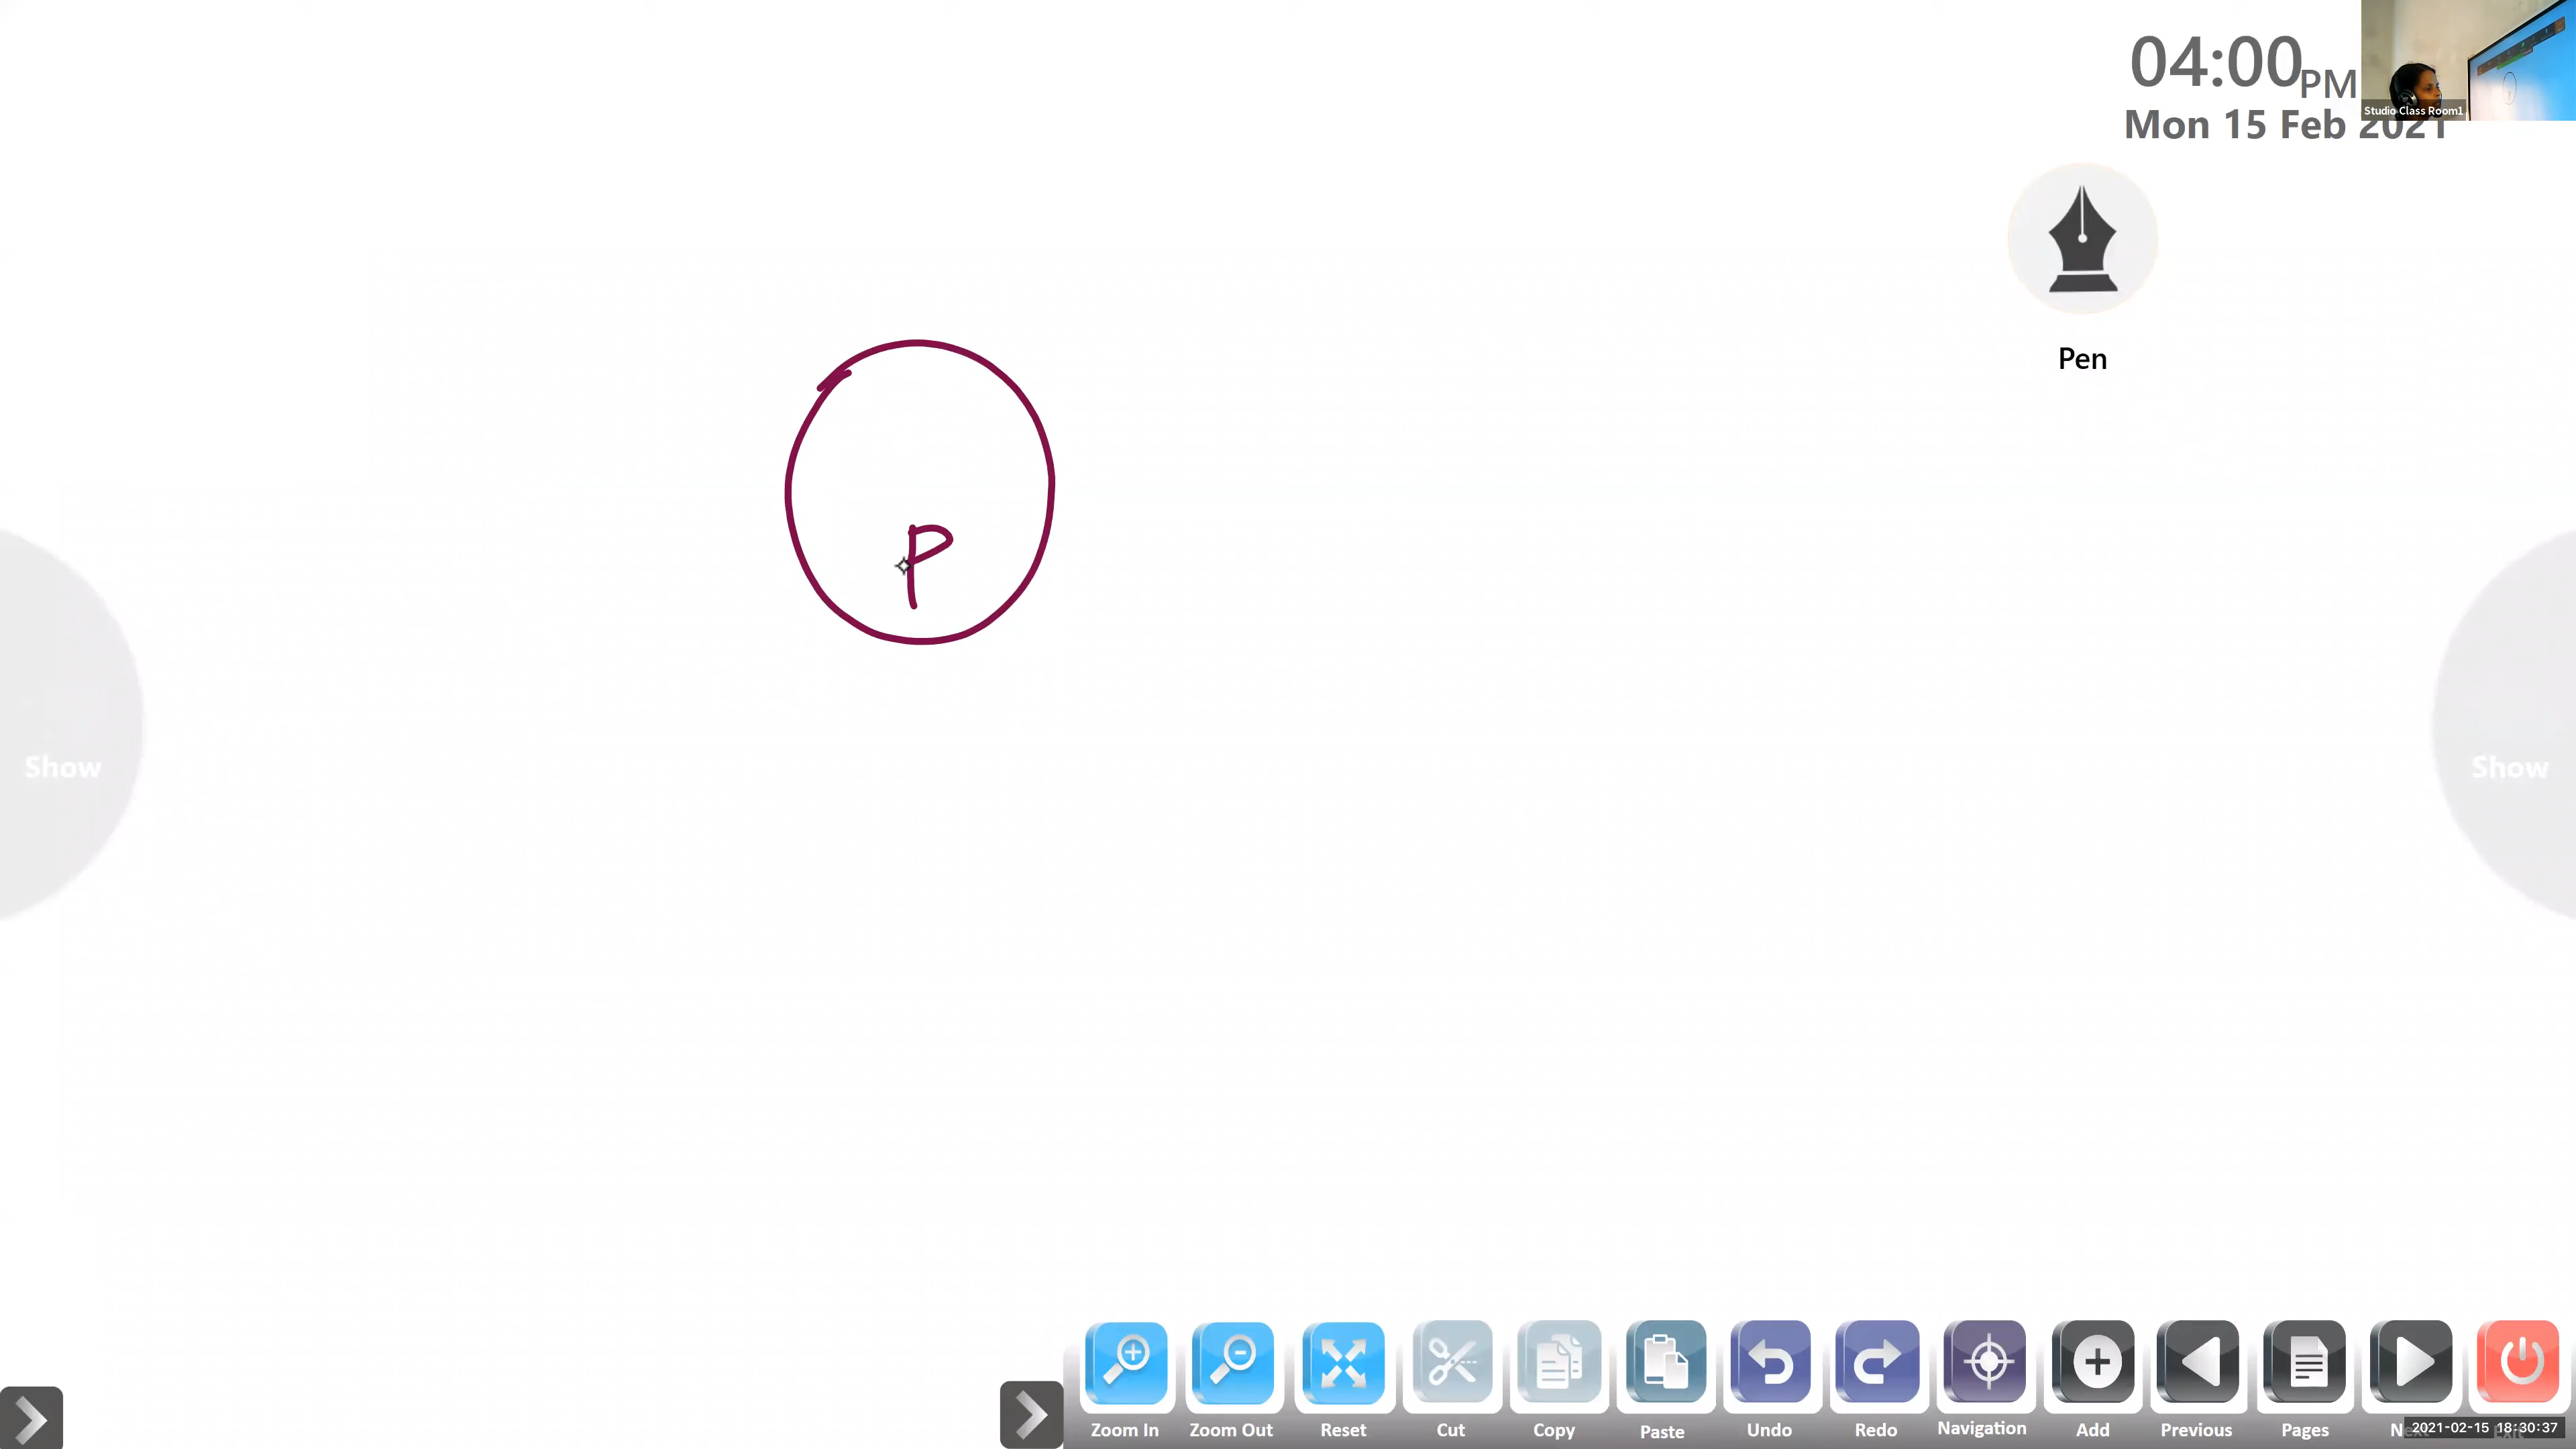 04:00PM
Studio Class Room1
Mon 15 Feb 2021
Pen
P
Show
Show
Zoom In
Zoom Out
Reset
Cut
Copy
Paste
Undo
Redo
Navigation
Add
Previous
Pages
2021-02-15 18:30:37